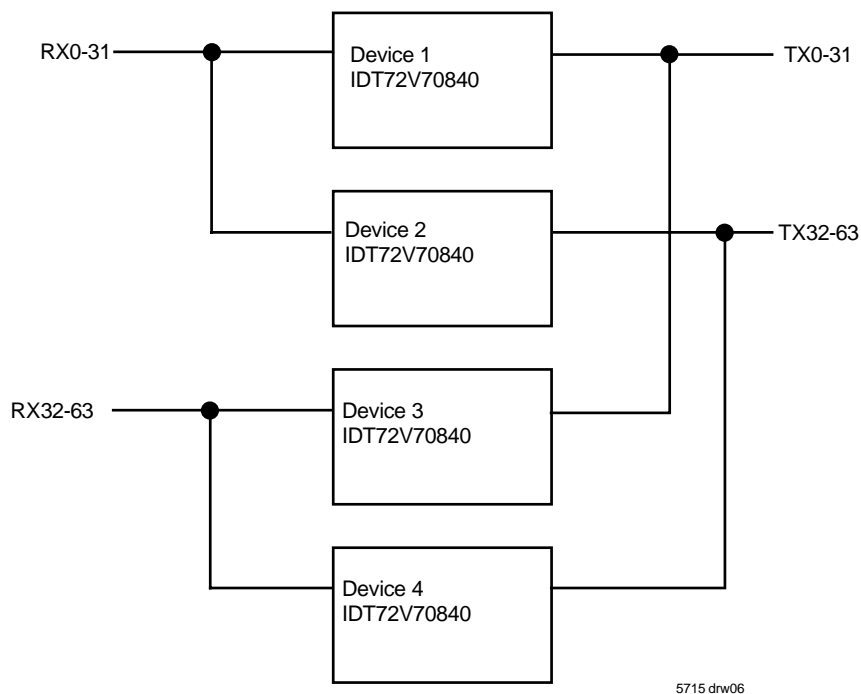 RX0-31
Device 1
IDT72V70840
TX0-31
Device 2
IDT72V70840
TX32-63
RX32-63
Device 3
IDT72V70840
Device 4
IDT72V70840
5715 drw06